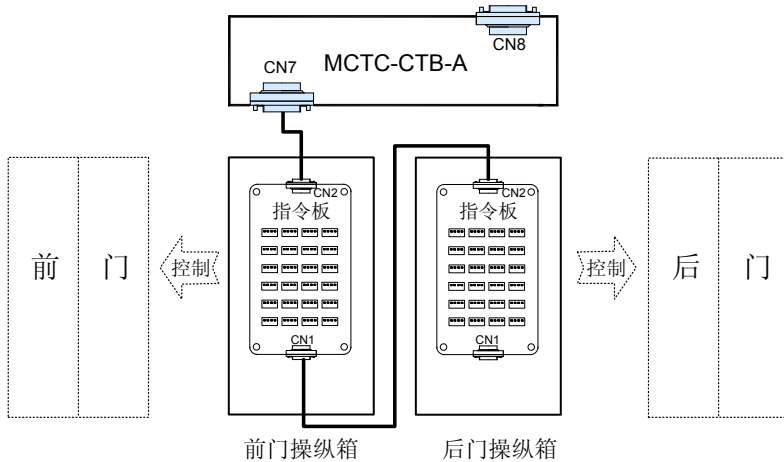 CN8
CN7
MCTC-CTB-A
CN2
指令板
CN1
CN2
指令板
CN1
前 门
控制
控制
后 门
前门操纵箱
后门操纵箱